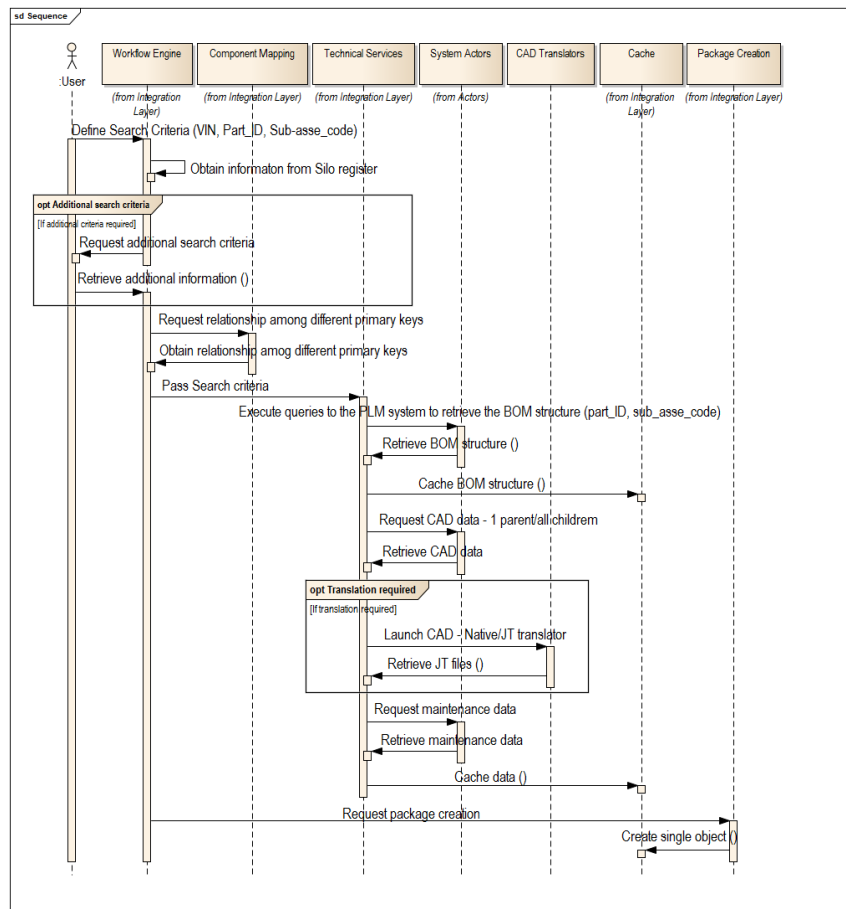 sd Sequence
Workflow Engine
Component Mapping
Technical Services
System Actors
CAD Translators
Cache
Package Creation
:User
(from Integration
Layer)
(from Integration Layer)
(from Integration Layer)
(from Actors)
(from Integration
Layer)
(from Integration Layer)
Define Search Criteria (VIN, Part_ID, Sub-asse_code)
Obtain informaton from Silo register
opt Additional search criteria
[If additional criteria required]
Request additional search criteria
Retrieve additional information ()
Request relationship among different primary keys
Obtain relationship amog different primary keys
Pass Search criteria
Execute queries to the PLM system to retrieve the BOM structure (part_ID, sub_asse_code)
Retrieve BOM structure ()
Cache BOM structure ()
Request CAD data - 1 parent/all childrem
Retrieve CAD data
opt Translation required
[If translation required]
Launch CAD - Native/JT translator
Retrieve JT files ()
Request maintenance data
Retrieve maintenance data
Cache data ()
Request package creation
Create single object ()